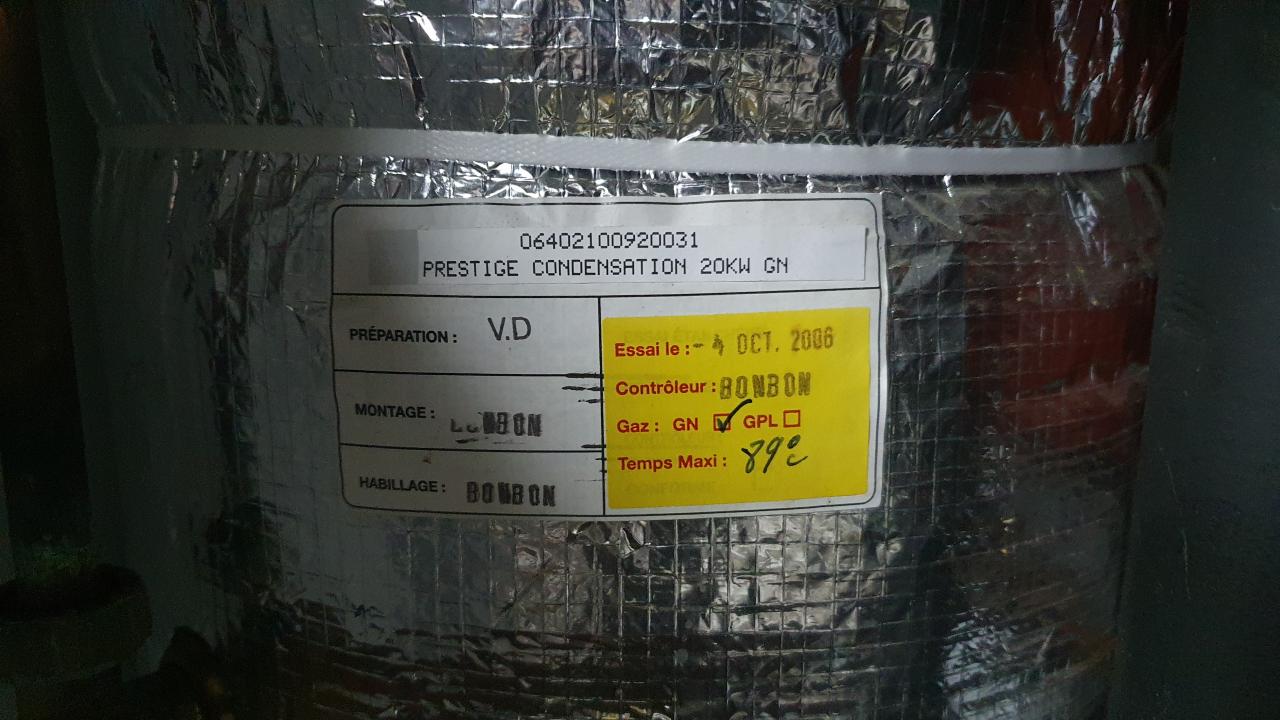 06402100920031
PRESTIGE CONDENSATION 20KW GN
PRÉPARATION : V.D
MONTAGE :
HABILLAGE : BONBON
Essai le : - 4 OCT. 2006
Contrôleur : BONBON
Gaz : GN GPL
Temps Maxi : 89°c